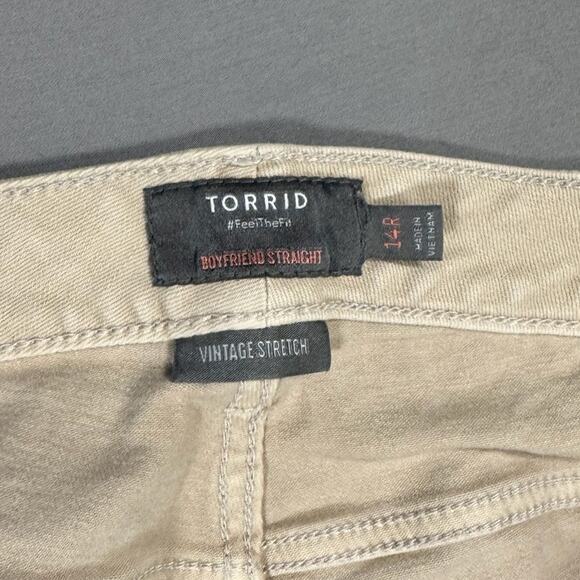 TORRID
#FeelTheFit
BOYFRIEND STRAIGHT
14R
MADE IN
VIETNAM
VINTAGE STRETCH